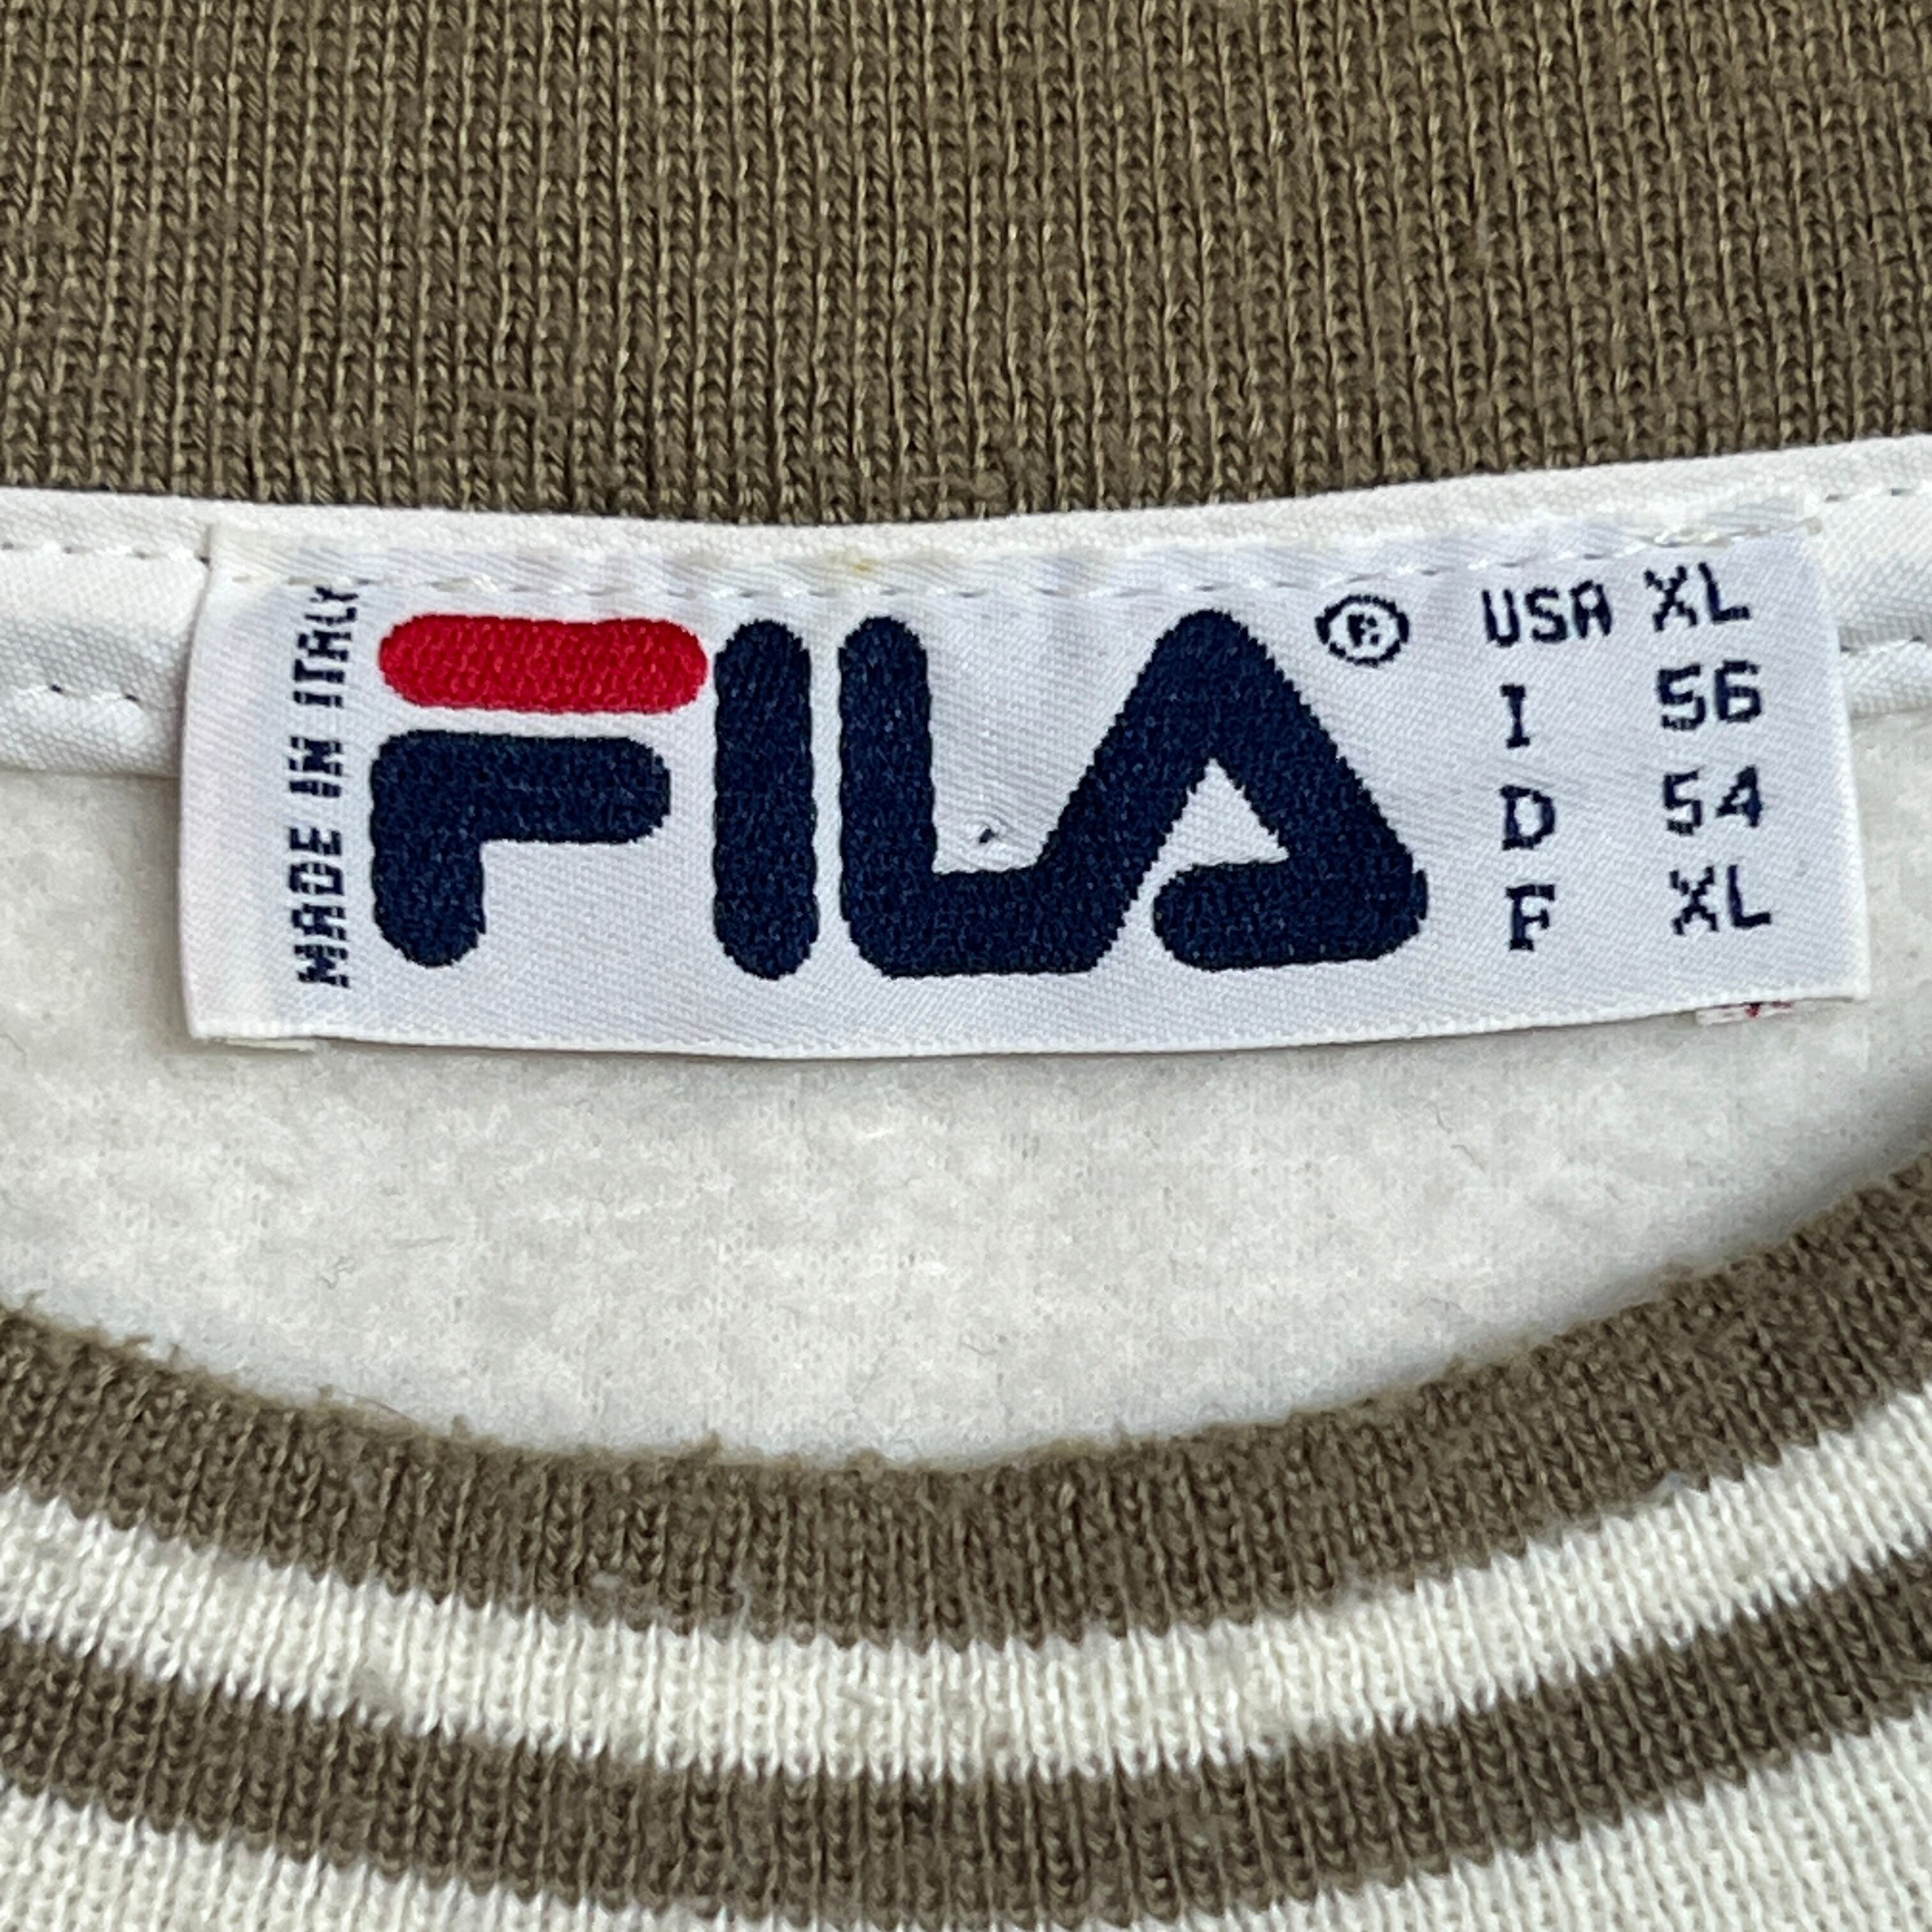 MADE IN ITALY
FILA ®
USA XL
I 56
D 54
F XL